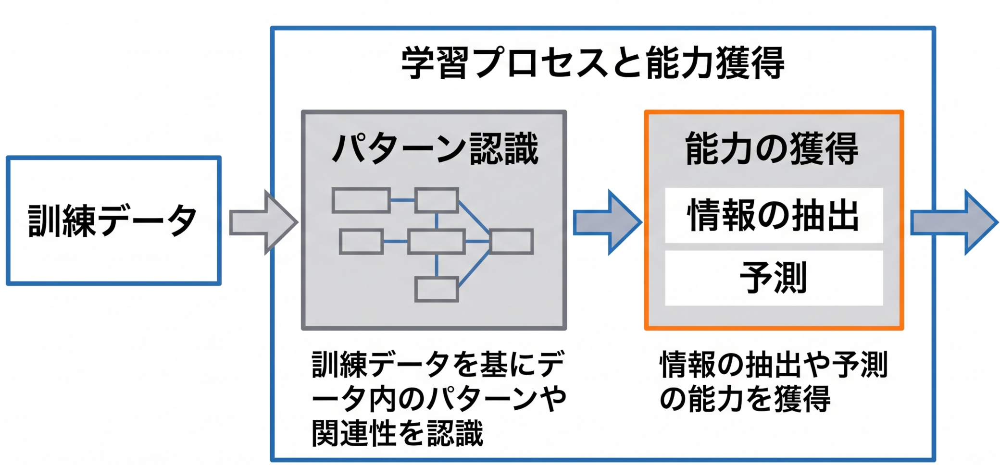 学習プロセスと能力獲得
訓練データ
パターン認識
能力の獲得
情報の抽出
予測
訓練データを基にデ
ータ内のパターンや
関連性を認識
情報の抽出や予測
の能力を獲得